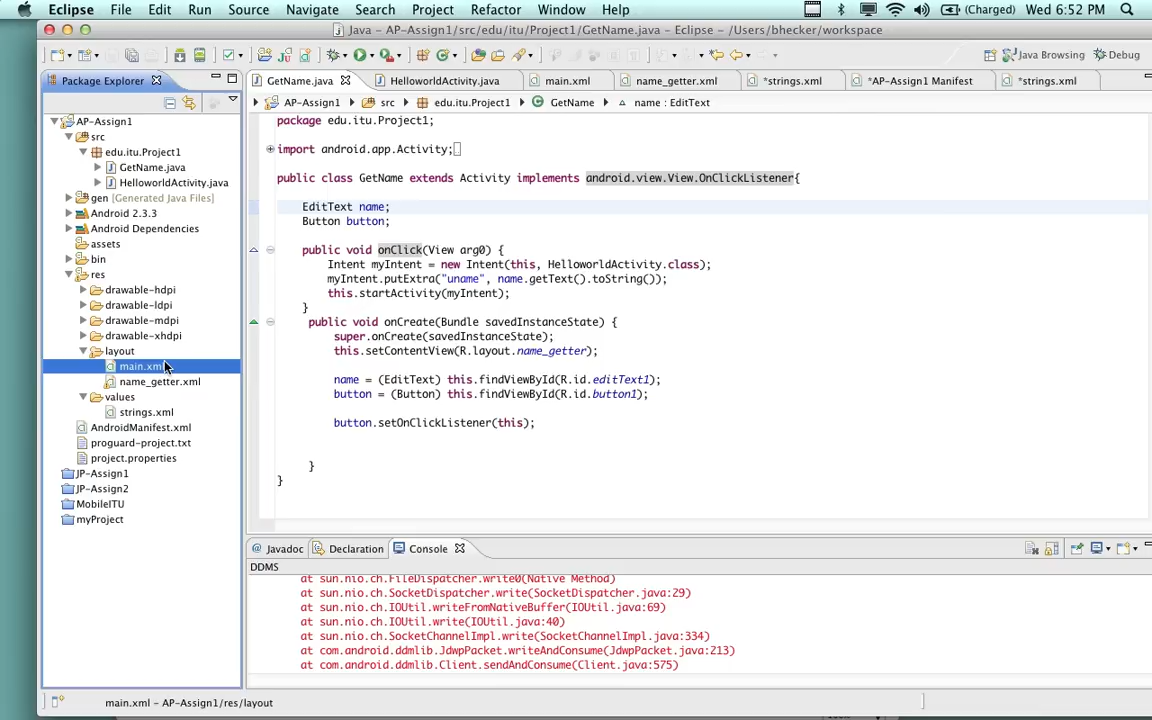 Eclipse File Edit Run Source Navigate Search Project Refactor Window Help (Charged) Wed 6:52 PM
Java – AP-Assign1/src/edu/itu/Project1/GetName.java – Eclipse – /Users/bhecker/workspace
Java Browsing Debug
Package Explorer
AP-Assign1
src
edu.itu.Project1
GetName.java
HelloworldActivity.java
gen [Generated Java Files]
Android 2.3.3
Android Dependencies
assets
bin
res
drawable-hdpi
drawable-ldpi
drawable-mdpi
drawable-xhdpi
layout
main.xml
name_getter.xml
values
strings.xml
AndroidManifest.xml
proguard-project.txt
project.properties
JP-Assign1
JP-Assign2
MobileITU
myProject
GetName.java HelloworldActivity.java main.xml name_getter.xml *strings.xml *AP-Assign1 Manifest *strings.xml
AP-Assign1 src edu.itu.Project1 GetName name : EditText
package edu.itu.Project1;
import android.app.Activity;
public class GetName extends Activity implements android.view.View.OnClickListener{
EditText name;
Button button;
public void onClick(View arg0) {
Intent myIntent = new Intent(this, HelloworldActivity.class);
myIntent.putExtra("uname", name.getText().toString());
this.startActivity(myIntent);
}
public void onCreate(Bundle savedInstanceState) {
super.onCreate(savedInstanceState);
this.setContentView(R.layout.name_getter);
name = (EditText) this.findViewById(R.id.editText1);
button = (Button) this.findViewById(R.id.button1);
button.setOnClickListener(this);
}
}
Javadoc Declaration Console
DDMS
at sun.nio.ch.FileDispatcher.write0(Native Method)
at sun.nio.ch.SocketDispatcher.write(SocketDispatcher.java:29)
at sun.nio.ch.IOUtil.writeFromNativeBuffer(IOUtil.java:69)
at sun.nio.ch.IOUtil.write(IOUtil.java:40)
at sun.nio.ch.SocketChannelImpl.write(SocketChannelImpl.java:334)
at com.android.ddmlib.JdwpPacket.writeAndConsume(JdwpPacket.java:213)
at com.android.ddmlib.Client.sendAndConsume(Client.java:575)
main.xml – AP-Assign1/res/layout